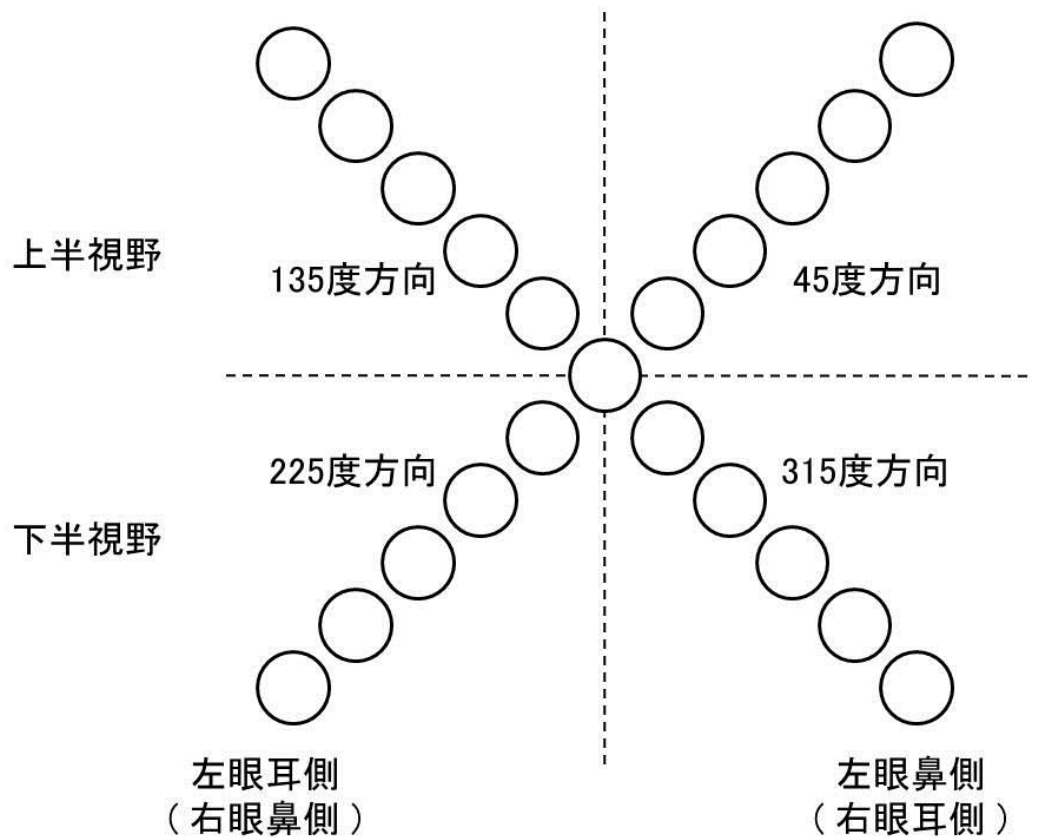 上半視野
135度方向
45度方向
225度方向
315度方向
下半視野
左眼耳側
(右眼鼻側)
左眼鼻側
(右眼耳側)